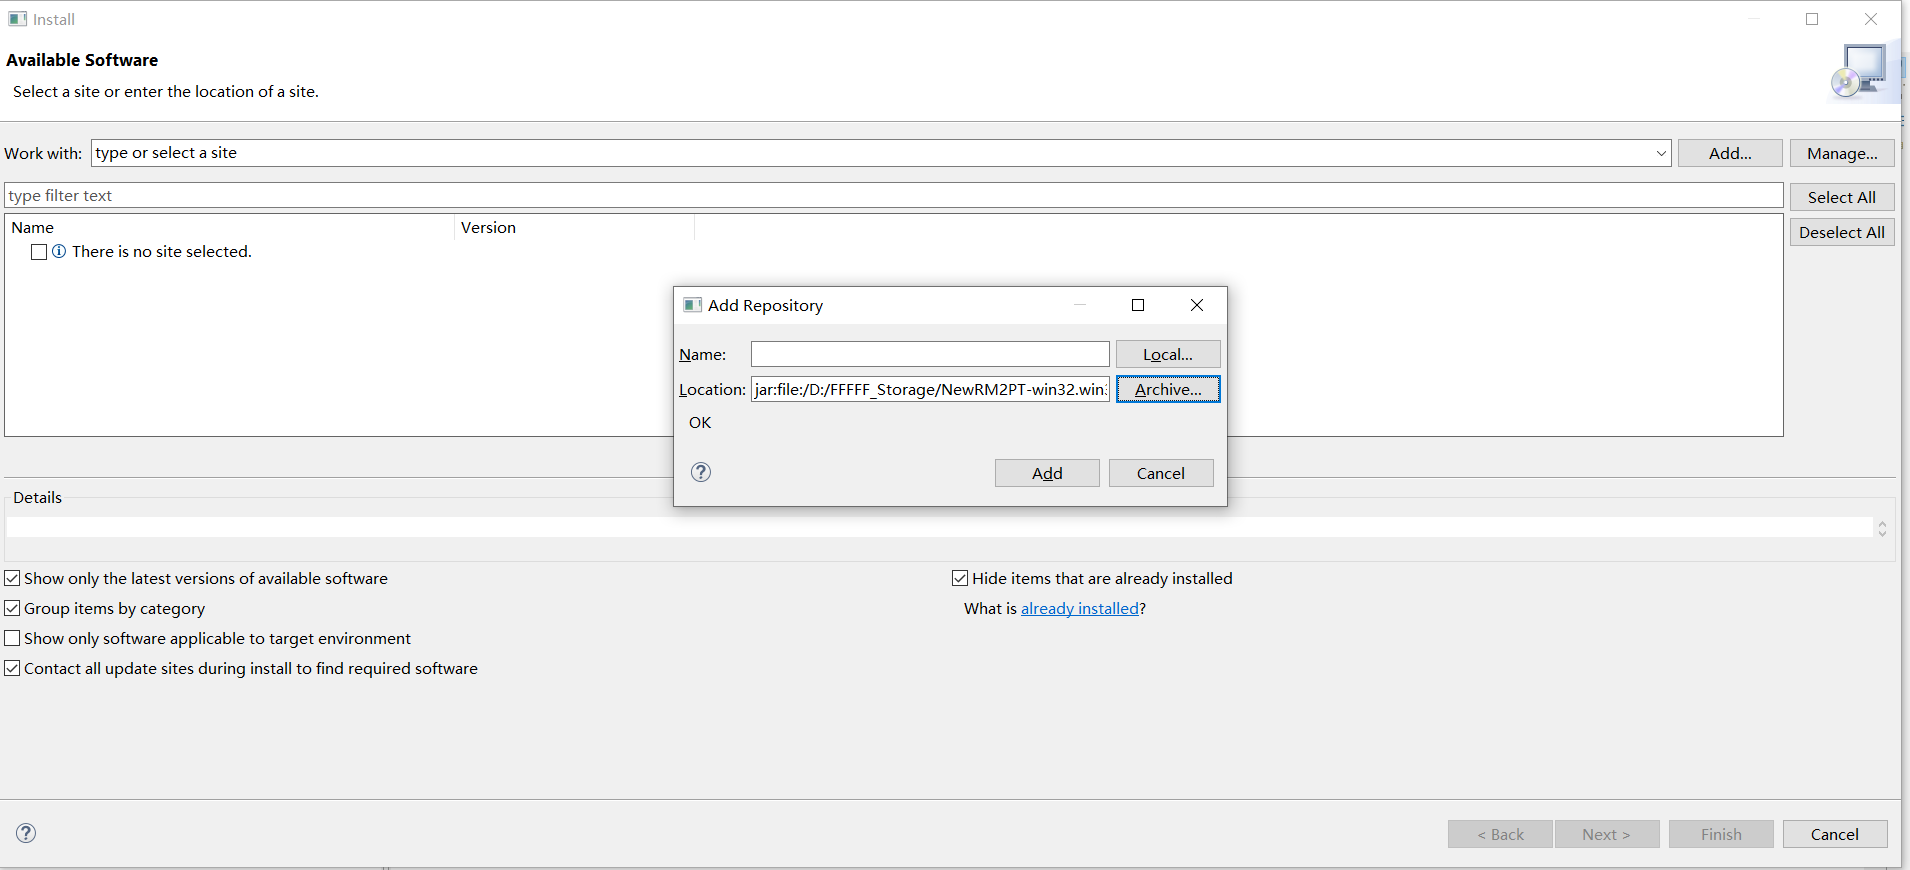 Install
Available Software
Select a site or enter the location of a site.
Work with: type or select a site Add... Manage...
type filter text Select All
Name Version Deselect All
There is no site selected.
Add Repository
Name: Local...
Location: jar:file:/D:/FFFFF_Storage/NewRM2PT-win32.win Archive...
OK
Add Cancel
Details
Show only the latest versions of available software Hide items that are already installed
Group items by category What is already installed?
Show only software applicable to target environment
Contact all update sites during install to find required software
< Back Next > Finish Cancel